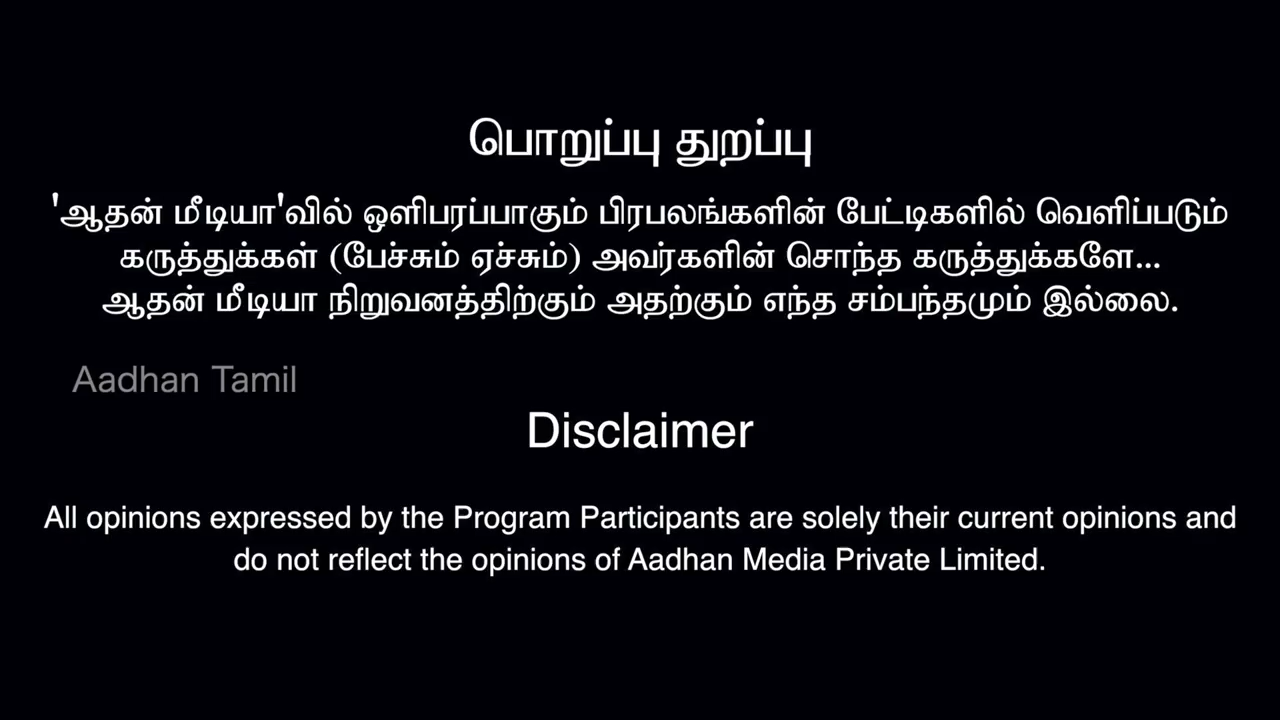 பொறுப்பு துறப்பு
'ஆதன் மீடியா'வில் ஒளிபரப்பாகும் பிரபலங்களின் பேட்டிகளில் வெளிப்படும்
கருத்துக்கள் (பேச்சும் ஏச்சும்) அவர்களின் சொந்த கருத்துக்களே...
ஆதன் மீடியா நிறுவனத்திற்கும் அதற்கும் எந்த சம்பந்தமும் இல்லை.
Aadhan Tamil
Disclaimer
All opinions expressed by the Program Participants are solely their current opinions and
do not reflect the opinions of Aadhan Media Private Limited.